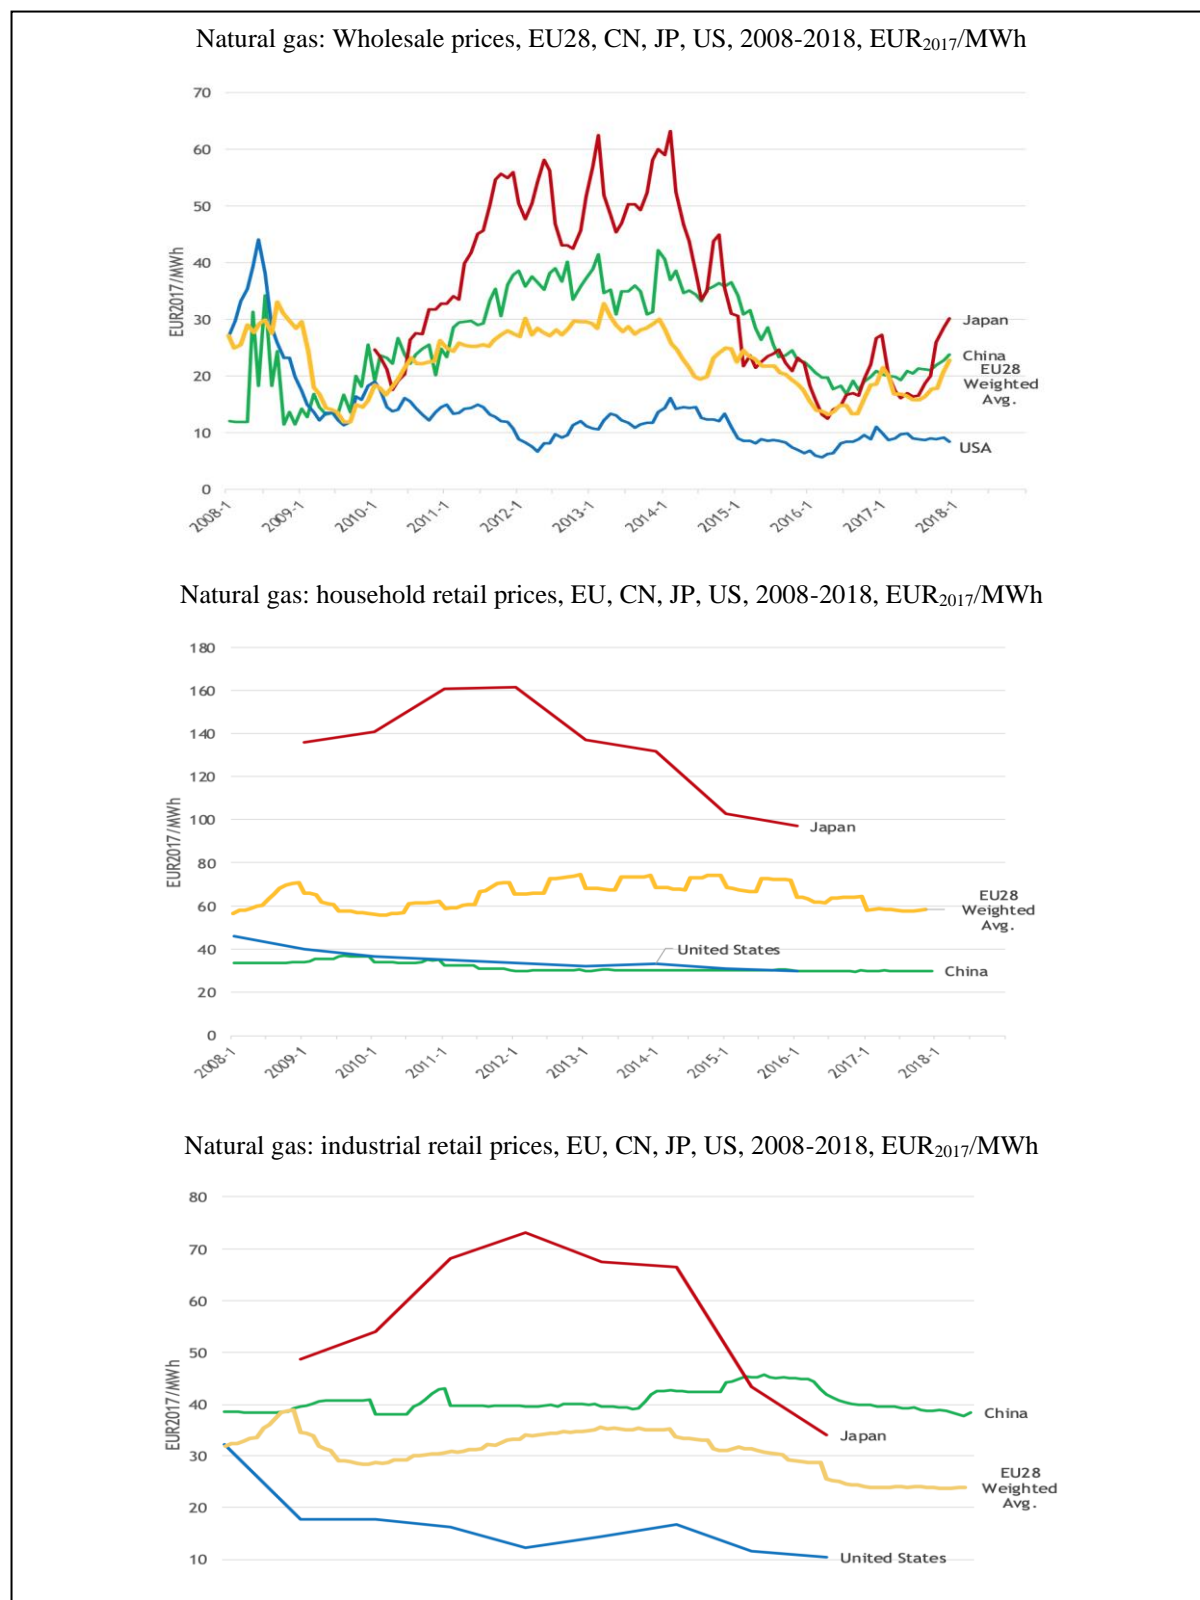 Natural gas: Wholesale prices, EU28, CN, JP, US, 2008-2018, EUR2017/MWh
70
60
50
40
30
20
10
0
EUR2017/MWh
Japan
China
EU28
Weighted
Avg.
USA
2008-1
2009-1
2010-1
2011-1
2012-1
2013-1
2014-1
2015-1
2016-1
2017-1
2018-1
Natural gas: household retail prices, EU, CN, JP, US, 2008-2018, EUR2017/MWh
180
160
140
120
100
80
60
40
20
0
EUR2017/MWh
Japan
EU28
Weighted
Avg.
United States
China
2008-1
2009-1
2010-1
2011-1
2012-1
2013-1
2014-1
2015-1
2016-1
2017-1
2018-1
Natural gas: industrial retail prices, EU, CN, JP, US, 2008-2018, EUR2017/MWh
80
70
60
50
40
30
20
10
EUR2017/MWh
China
Japan
EU28
Weighted
Avg.
United States